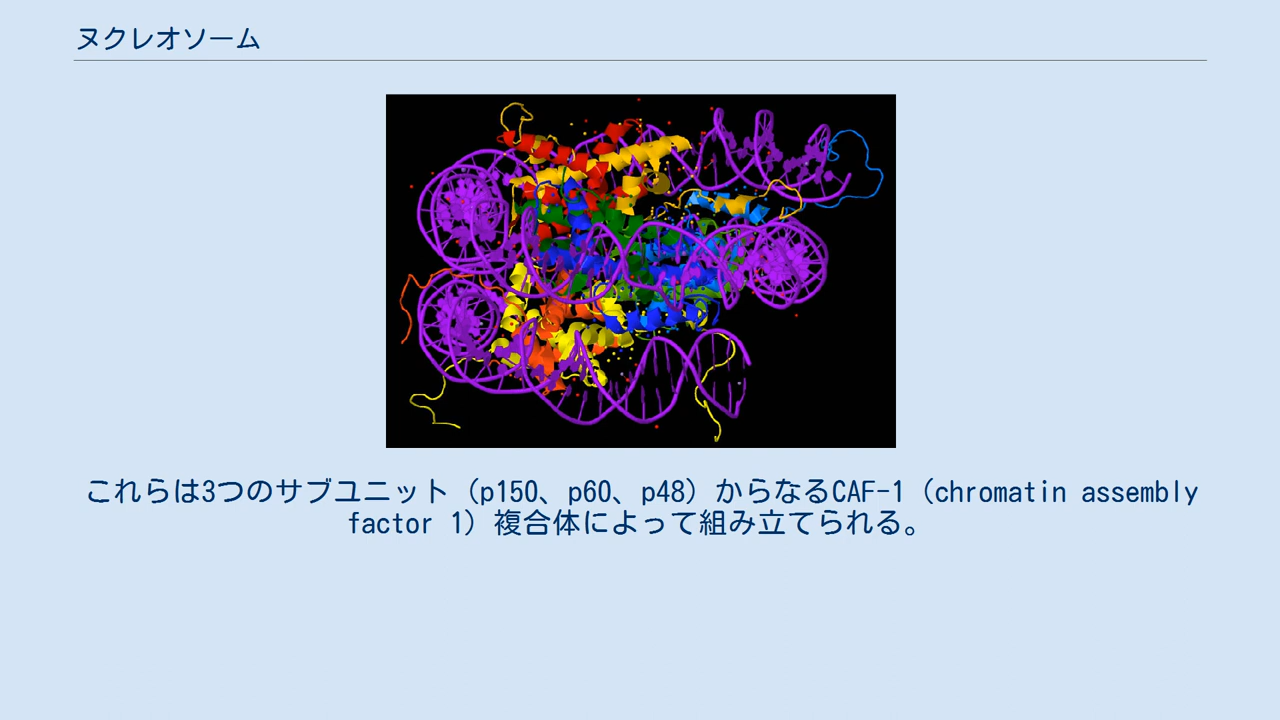 ヌクレオソーム
これらは3つのサブユニット（p150、p60、p48）からなるCAF-1（chromatin assembly
factor 1）複合体によって組み立てられる。